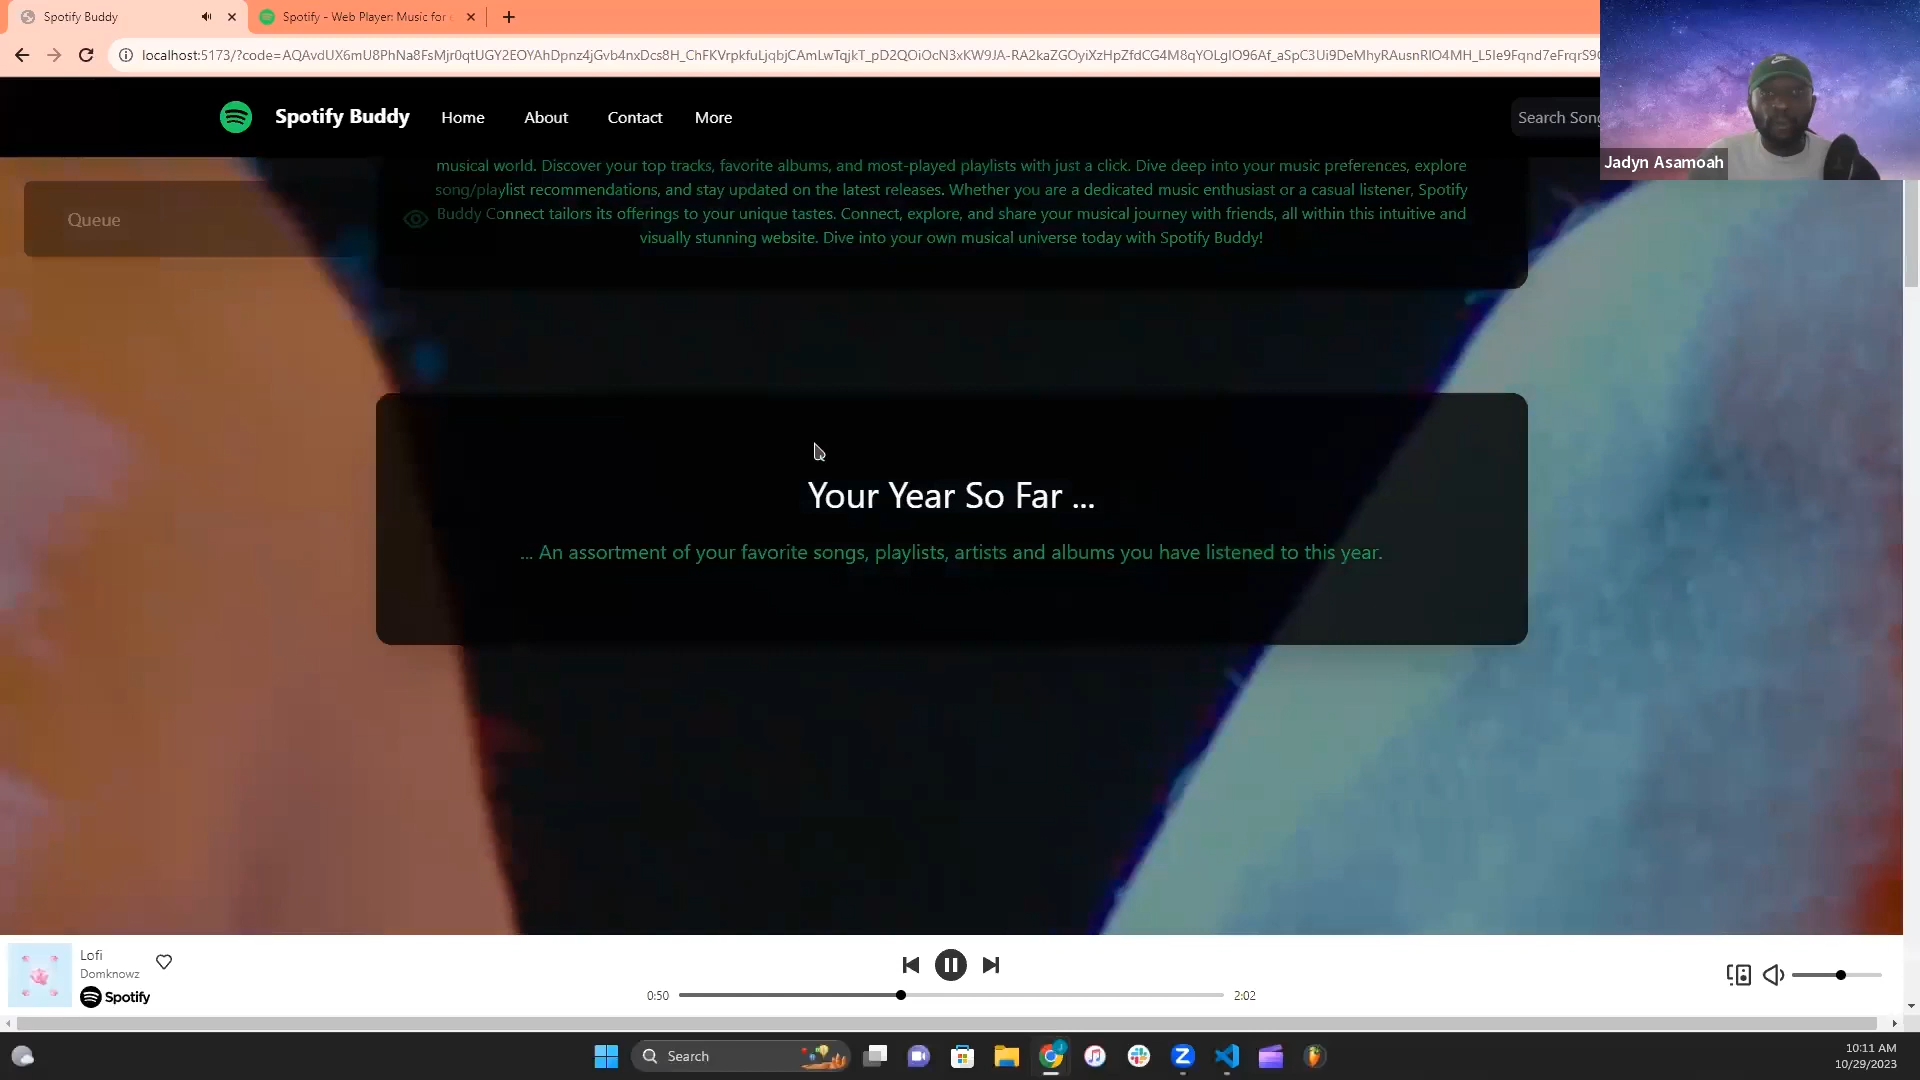 Spotify Buddy
Spotify - Web Player: Music for
Spotify Buddy
Home
About
Contact
More
Search Song
Jadyn Asamoah
Queue
musical world. Discover your top tracks, favorite albums, and most-played playlists with just a click. Dive deep into your music preferences, explore
song/playlist recommendations, and stay updated on the latest releases. Whether you are a dedicated music enthusiast or a casual listener, Spotify
Buddy Connect tailors its offerings to your unique tastes. Connect, explore, and share your musical journey with friends, all within this intuitive and
visually stunning website. Dive into your own musical universe today with Spotify Buddy!
Your Year So Far ...
... An assortment of your favorite songs, playlists, artists and albums you have listened to this year.
Lofi
Domknowz
Spotify
0:50
2:02
Search
10:11 AM
10/29/2023